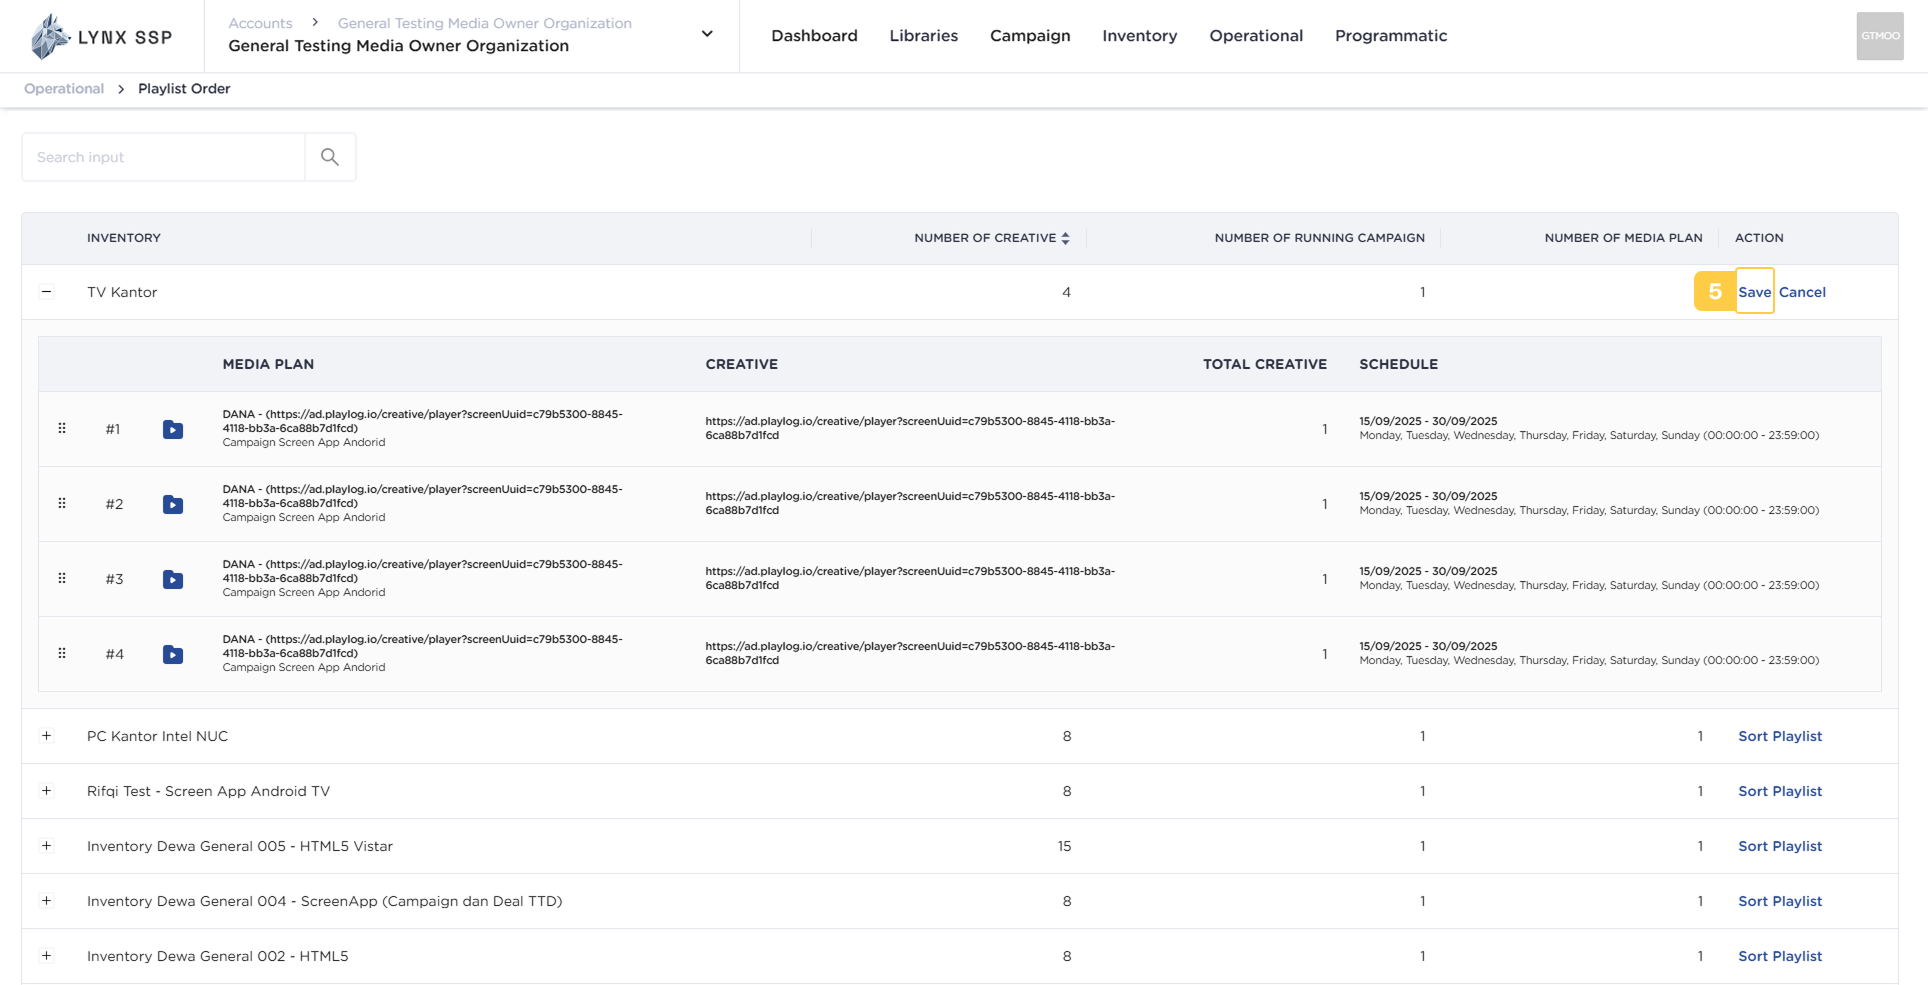 LYNX SSP
Accounts > General Testing Media Owner Organization
General Testing Media Owner Organization
Dashboard Libraries Campaign Inventory Operational Programmatic
GTMOO
Operational > Playlist Order
Search input
INVENTORY NUMBER OF CREATIVE NUMBER OF RUNNING CAMPAIGN NUMBER OF MEDIA PLAN ACTION
TV Kantor 4 1 5 Save Cancel
MEDIA PLAN CREATIVE TOTAL CREATIVE SCHEDULE
#1
DANA - (https://ad.playlog.io/creative/player?screenUuid=c79b5300-8845-
4118-bb3a-6ca88b7d1fcd)
Campaign Screen App Andorid
https://ad.playlog.io/creative/player?screenUuid=c79b5300-8845-4118-bb3a-
6ca88b7d1fcd
1
15/09/2025 - 30/09/2025
Monday, Tuesday, Wednesday, Thursday, Friday, Saturday, Sunday (00:00:00 - 23:59:00)
#2
DANA - (https://ad.playlog.io/creative/player?screenUuid=c79b5300-8845-
4118-bb3a-6ca88b7d1fcd)
Campaign Screen App Andorid
https://ad.playlog.io/creative/player?screenUuid=c79b5300-8845-4118-bb3a-
6ca88b7d1fcd
1
15/09/2025 - 30/09/2025
Monday, Tuesday, Wednesday, Thursday, Friday, Saturday, Sunday (00:00:00 - 23:59:00)
#3
DANA - (https://ad.playlog.io/creative/player?screenUuid=c79b5300-8845-
4118-bb3a-6ca88b7d1fcd)
Campaign Screen App Andorid
https://ad.playlog.io/creative/player?screenUuid=c79b5300-8845-4118-bb3a-
6ca88b7d1fcd
1
15/09/2025 - 30/09/2025
Monday, Tuesday, Wednesday, Thursday, Friday, Saturday, Sunday (00:00:00 - 23:59:00)
#4
DANA - (https://ad.playlog.io/creative/player?screenUuid=c79b5300-8845-
4118-bb3a-6ca88b7d1fcd)
Campaign Screen App Andorid
https://ad.playlog.io/creative/player?screenUuid=c79b5300-8845-4118-bb3a-
6ca88b7d1fcd
1
15/09/2025 - 30/09/2025
Monday, Tuesday, Wednesday, Thursday, Friday, Saturday, Sunday (00:00:00 - 23:59:00)
PC Kantor Intel NUC 8 1 1 Sort Playlist
Rifqi Test - Screen App Android TV 8 1 1 Sort Playlist
Inventory Dewa General 005 - HTML5 Vistar 15 1 1 Sort Playlist
Inventory Dewa General 004 - ScreenApp (Campaign dan Deal TTD) 8 1 1 Sort Playlist
Inventory Dewa General 002 - HTML5 8 1 1 Sort Playlist